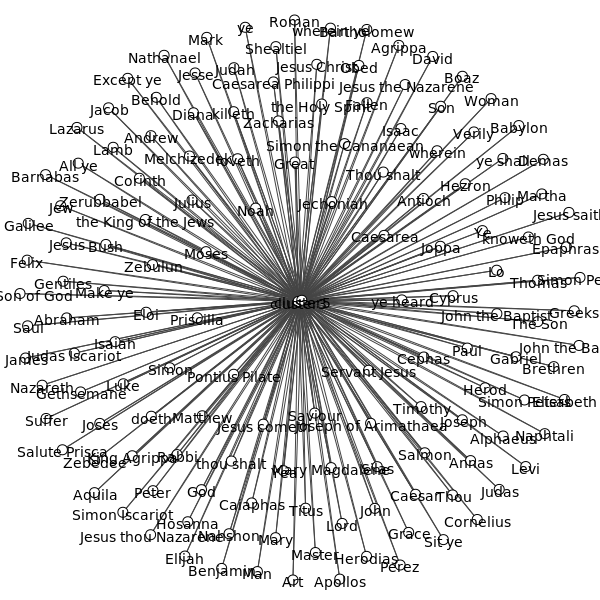 Roman
ye
wherein ye
Bartholomew
Mark
Shealtiel
Agrippa
Nathanael
David
Jesus Christ
Obed
Judah
Jesse
Except ye
Boaz
Caesarea Philippi
Jesus the Nazarene
Behold
Woman
the Holy Spirit
Fallen
Son
Jacob
Diana
killeth
Zacharias
Lazarus
Babylon
Isaac
Verily
Andrew
Simon the Cananaean
Lamb
wherein
Melchizedek
loveth
Great
ye shall
Demas
All ye
Barnabas
Thou shalt
Corinth
Hezron
Martha
Philip
Antioch
Zerubbabel
Julius
Jew
Jechoniah
Noah
Jesus saith
the King of the Jews
Galilee
Ye
Caesarea
knoweth God
Jesus
Bush
Joppa
Epaphras
Moses
Felix
Zebulun
Lo
Gentiles
Thomas
Simon Pe
Son of God
Make ye
Cyprus
ye heard
cluster5
Eloi
John the Baptist
Greeks
Abraham
Priscilla
The Son
Saul
Isaiah
John the Ba
Paul
Judas Iscariot
James
Cephas
Gabriel
Simon
Brethren
Servant Jesus
Pontius Pilate
Nazareth
Luke
Gethsemane
Herod
Simon Peter
Elisabeth
Timothy
Suffer
doeth
Matthew
Saviour
Joses
Jesus cometh
Joseph of Arimathaea
Joseph
Naphtali
Alphaeus
Salute Prisca
Salmon
King Agrippa
Rabbi
Zebedee
thou shalt
Annas
Levi
Mary Magdalene
Yea
God
Judas
Aquila
Peter
Caesar
Thou
Caiaphas
Titus
John
Simon Iscariot
Cornelius
Hosanna
Lord
Jesus thou Nazarene
Nahshon
Grace
Mary
Sit ye
Master
Elijah
Herodias
Perez
Benjamin
Man
Art
Apollos